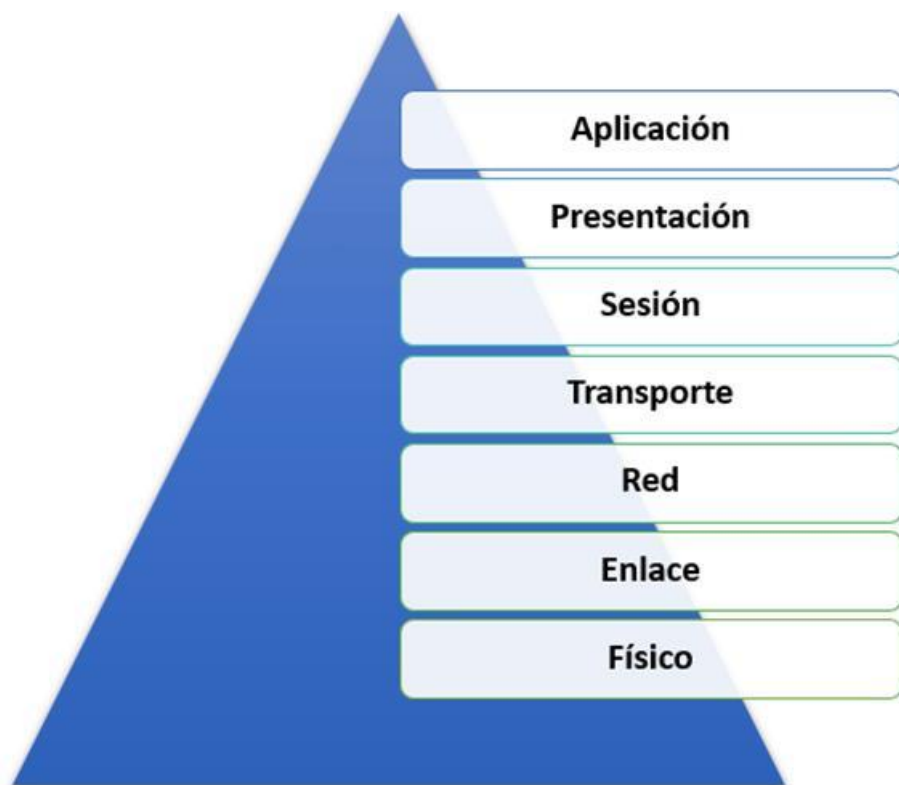 Aplicación
Presentación
Sesión
Transporte
Red
Enlace
Físico